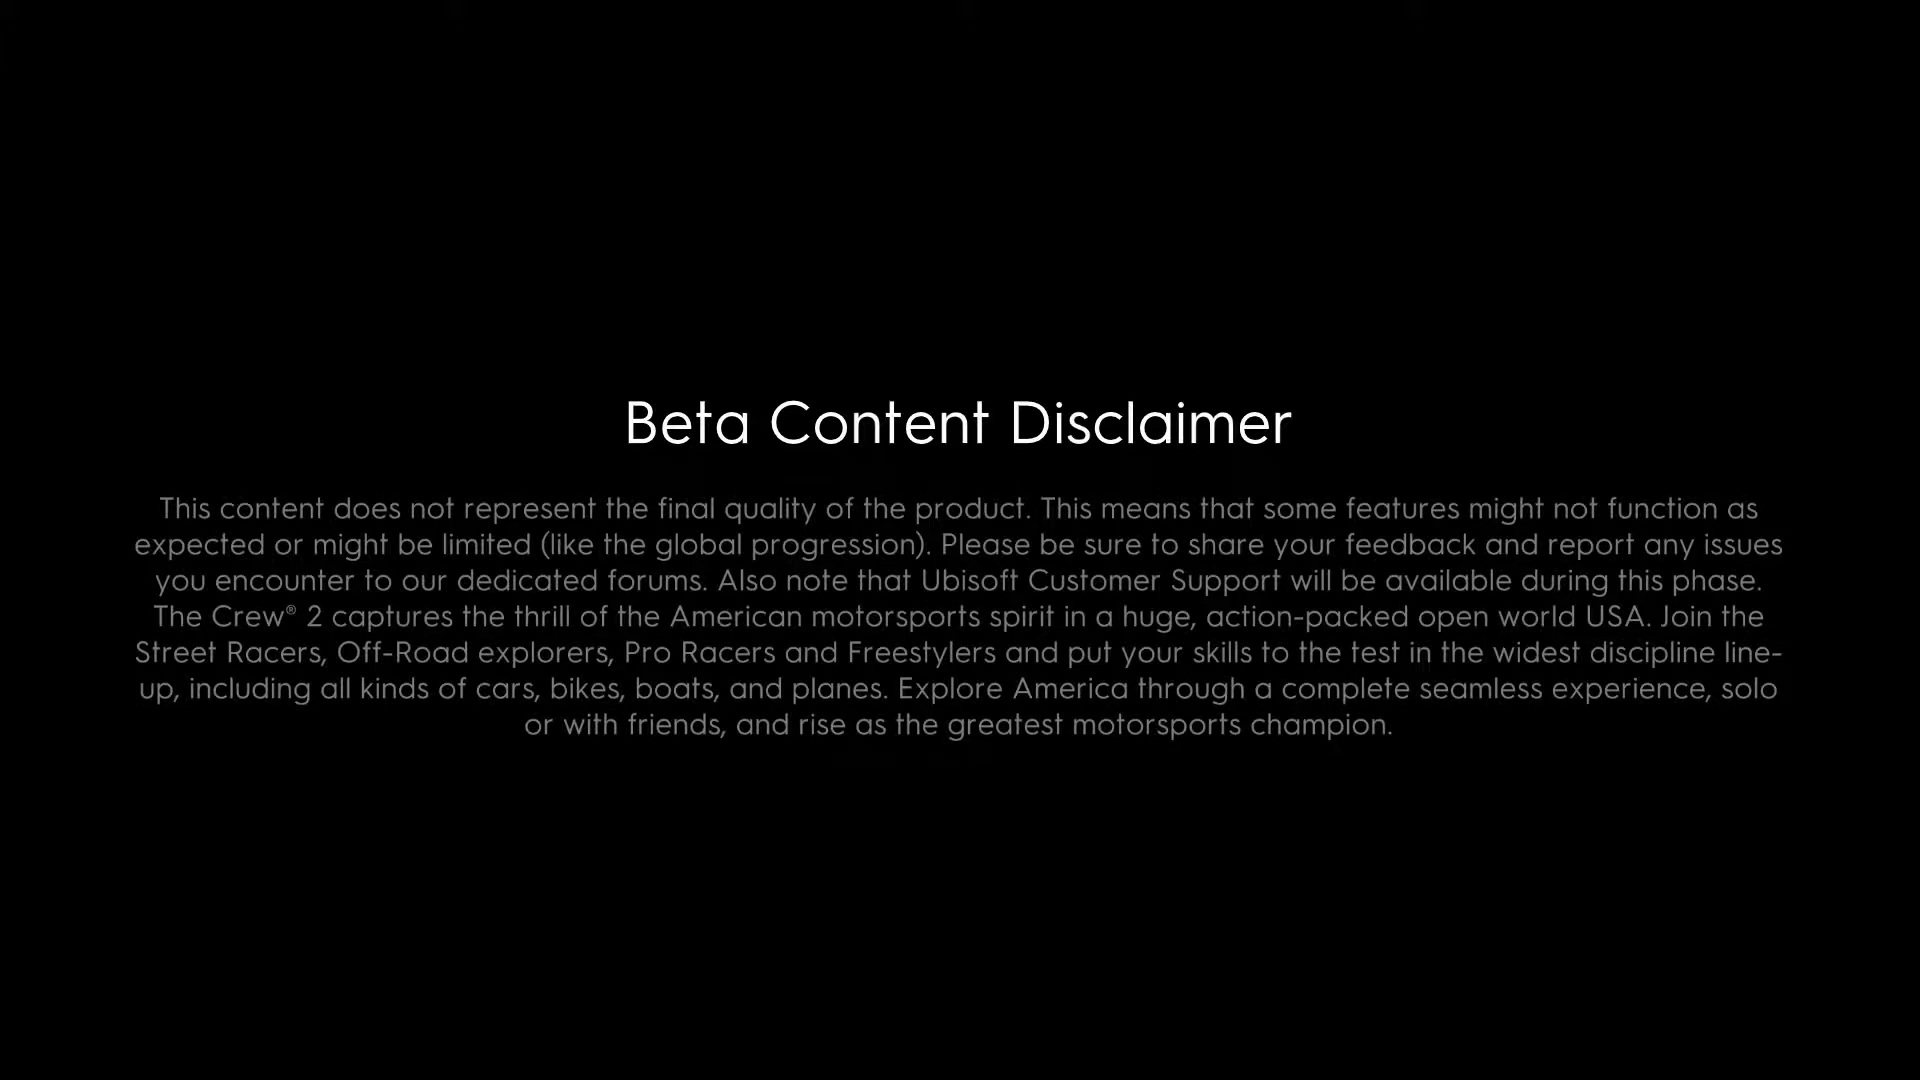 Beta Content Disclaimer
This content does not represent the final quality of the product. This means that some features might not function as
expected or might be limited (like the global progression). Please be sure to share your feedback and report any issues
you encounter to our dedicated forums. Also note that Ubisoft Customer Support will be available during this phase.
The Crew® 2 captures the thrill of the American motorsports spirit in a huge, action-packed open world USA. Join the
Street Racers, Off-Road explorers, Pro Racers and Freestylers and put your skills to the test in the widest discipline line-
up, including all kinds of cars, bikes, boats, and planes. Explore America through a complete seamless experience, solo
or with friends, and rise as the greatest motorsports champion.